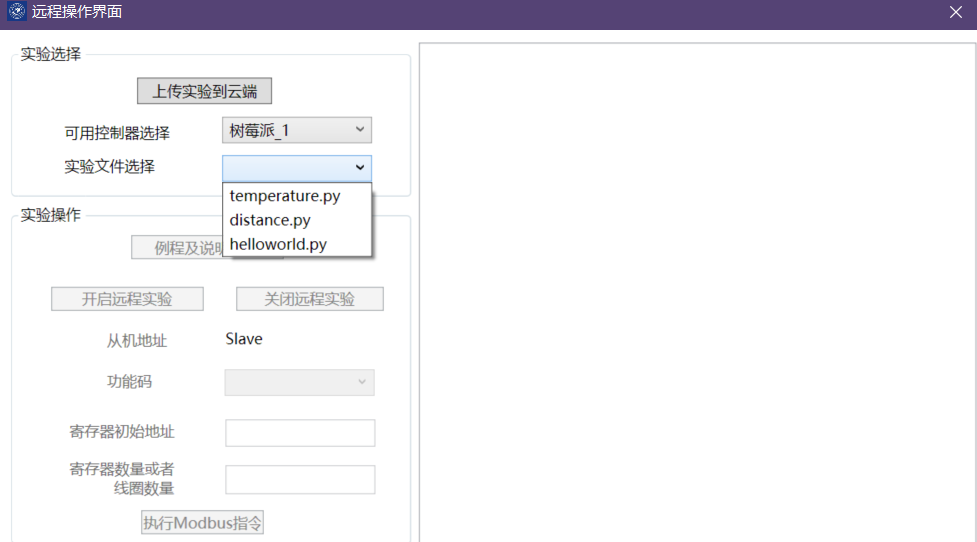 远程操作界面
实验选择
上传实验到云端
可用控制器选择
树莓派_1
实验文件选择
temperature.py
distance.py
helloworld.py
实验操作
例程及说明
开启远程实验
关闭远程实验
从机地址
Slave
功能码
寄存器初始地址
寄存器数量或者
线圈数量
执行Modbus指令